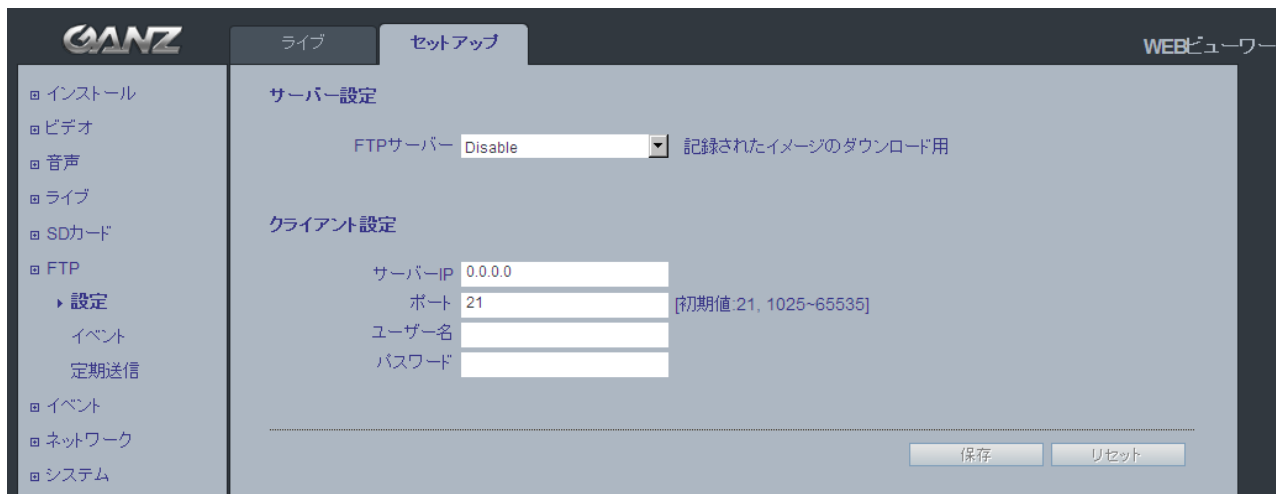 GANZ
ライブ
セットアップ
WEBビューワー
インストール
ビデオ
音声
ライブ
SDカード
FTP
設定
イベント
定期送信
イベント
ネットワーク
システム
サーバー設定
FTPサーバー Disable 記録されたイメージのダウンロード用
クライアント設定
サーバーIP 0.0.0.0
ポート 21 [初期値:21, 1025~65535]
ユーザー名
パスワード
保存 リセット